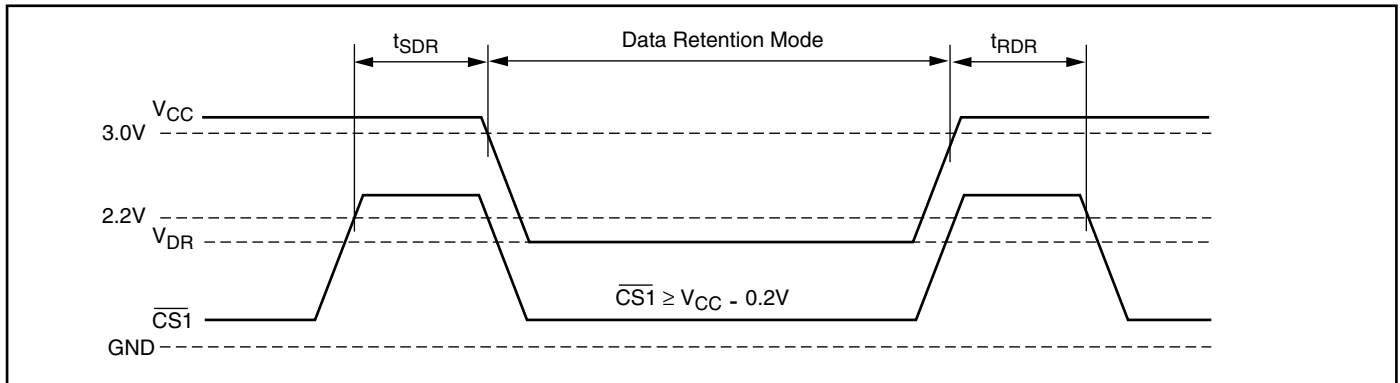 tSDR
Data Retention Mode
tRDR
VCC
3.0V
2.2V
VDR
CS1 ≥ VCC - 0.2V
CS1
GND